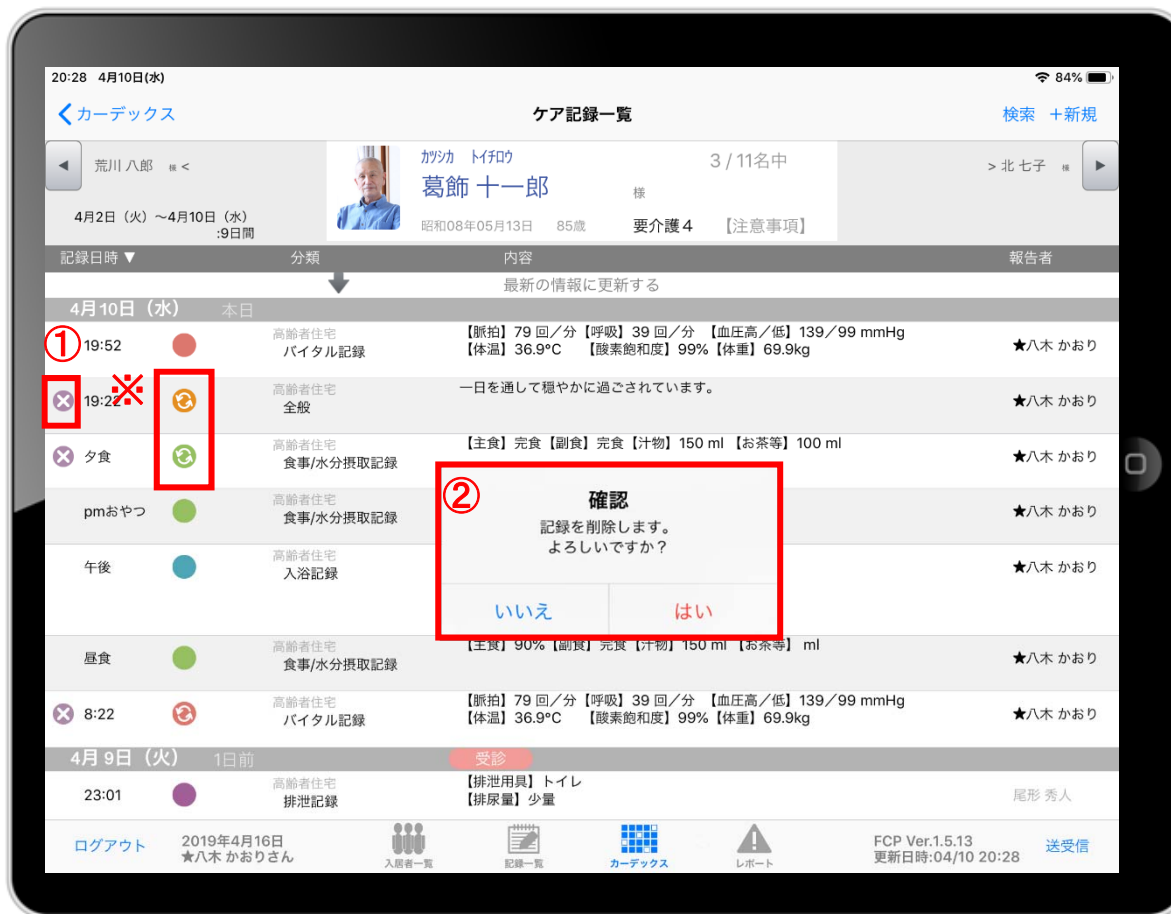 20:28 4月10日(水) 84%
カーデックス ケア記録一覧 検索 +新規
◀ 荒川 八郎 様 < カツシカ トイチロウ 3 / 11名中 > 北 七子 様 ▶
葛飾 十一郎 様
4月2日（火）～4月10日（水）
:9日間
昭和08年05月13日 85歳 要介護4 【注意事項】
記録日時 ▼ 分類 内容 報告者
最新の情報に更新する
4月10日（水） 本日
① 19:52 高齢者住宅 【脈拍】79 回／分【呼吸】39 回／分 【血圧高／低】139／99 mmHg
バイタル記録 【体温】36.9°C 【酸素飽和度】99%【体重】69.9kg ★八木 かおり
※
19:22 高齢者住宅 一日を通して穏やかに過ごされています。
全般 ★八木 かおり
夕食 高齢者住宅 【主食】完食【副食】完食【汁物】150 ml 【お茶等】100 ml
食事/水分摂取記録 ★八木 かおり
pmおやつ 高齢者住宅
食事/水分摂取記録 ★八木 かおり
② 確認
記録を削除します。
よろしいですか？
いいえ はい
午後 高齢者住宅
入浴記録 ★八木 かおり
昼食 高齢者住宅 【主食】90%【副食】完食【汁物】150 ml【お茶等】 ml
食事/水分摂取記録 ★八木 かおり
8:22 高齢者住宅 【脈拍】79 回／分【呼吸】39 回／分 【血圧高／低】139／99 mmHg
バイタル記録 【体温】36.9°C 【酸素飽和度】99%【体重】69.9kg ★八木 かおり
4月 9日（火） 1日前 受診
23:01 高齢者住宅 【排泄用具】トイレ
排泄記録 【排尿量】少量 尾形 秀人
ログアウト 2019年4月16日 FCP Ver.1.5.13 送受信
★八木 かおりさん 入居者一覧 記録一覧 カーデックス レポート 更新日時:04/10 20:28